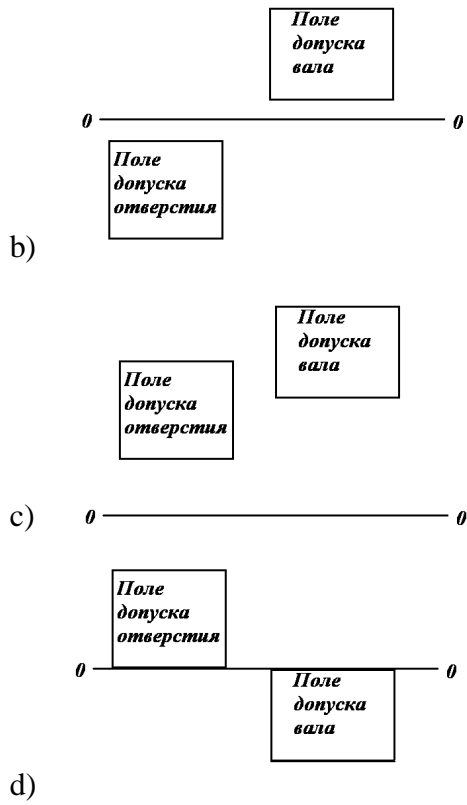 Поле
допуска
вала
0 0
Поле
допуска
отверстия
b)
Поле
допуска
вала
Поле
допуска
отверстия
c) 0 0
Поле
допуска
отверстия
0 0
Поле
допуска
вала
d)